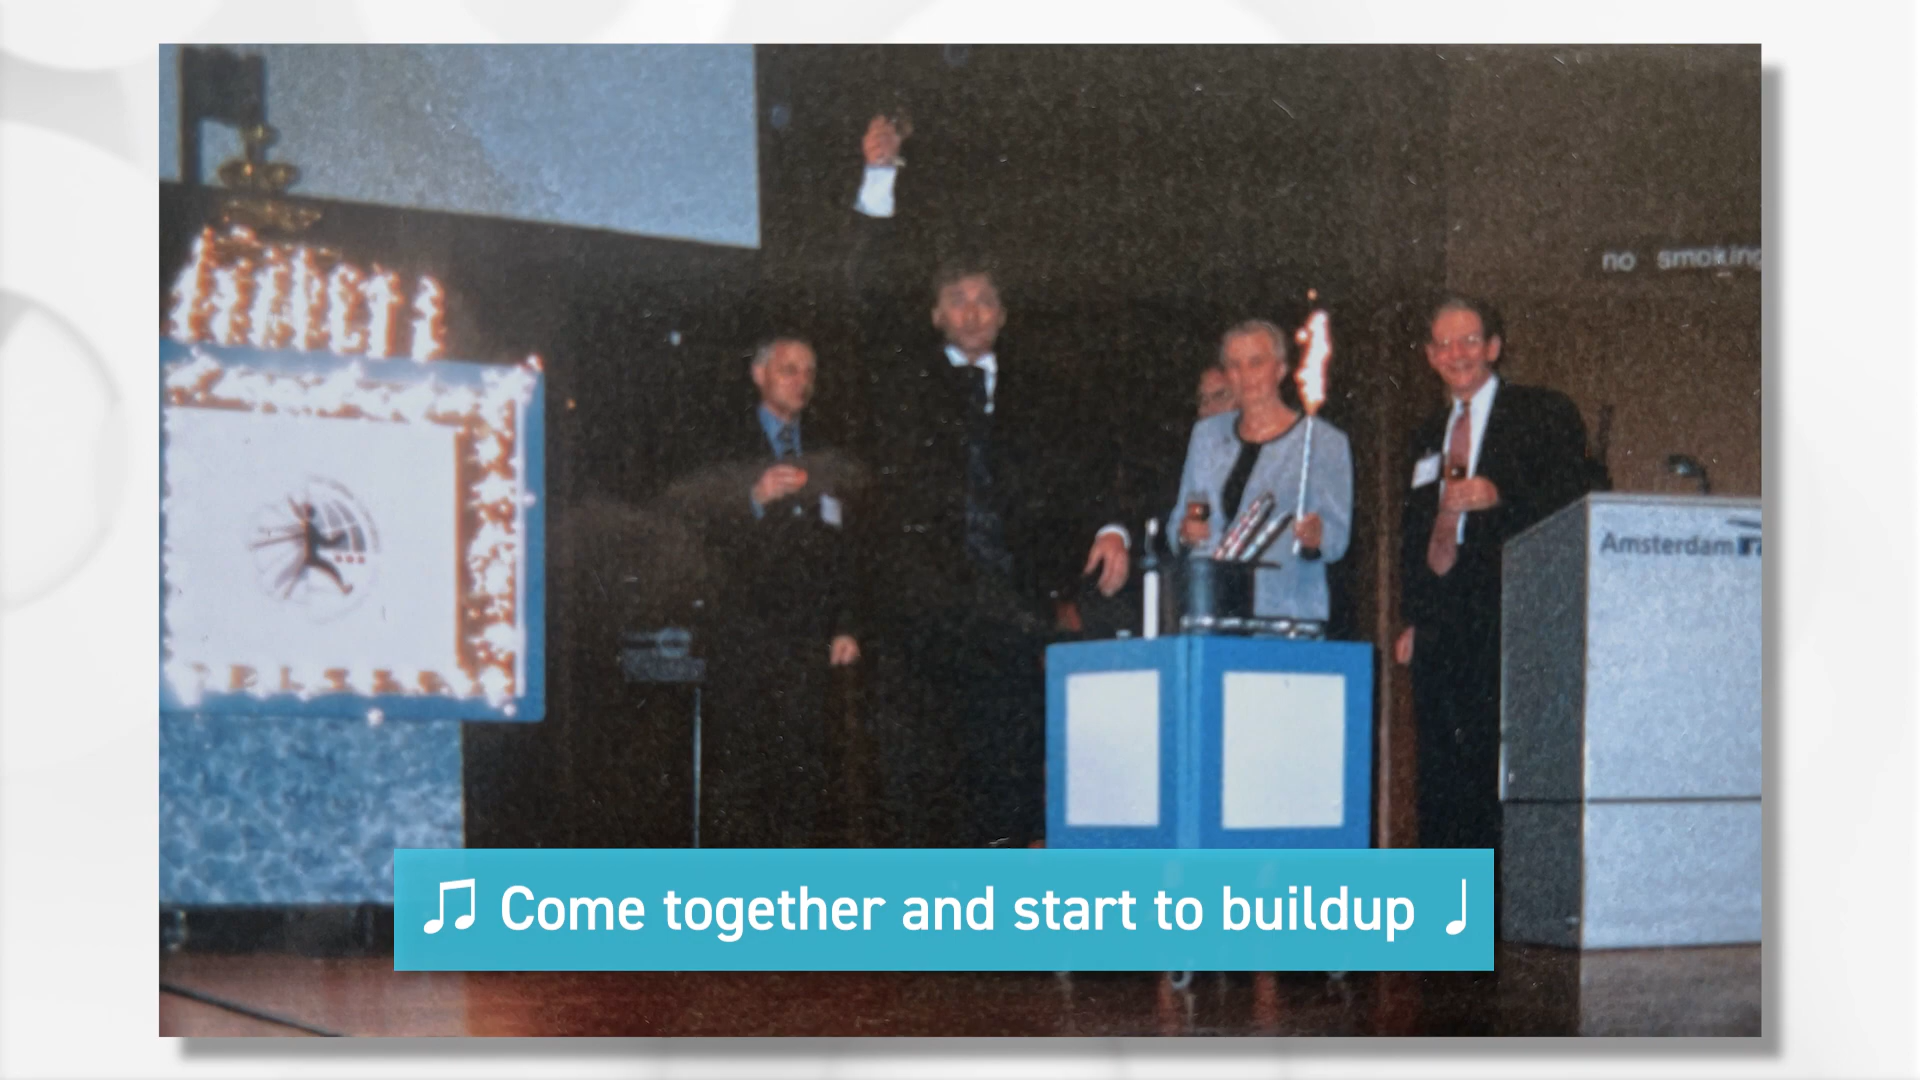 no smoking
Amsterdam
♫ Come together and start to buildup ♩